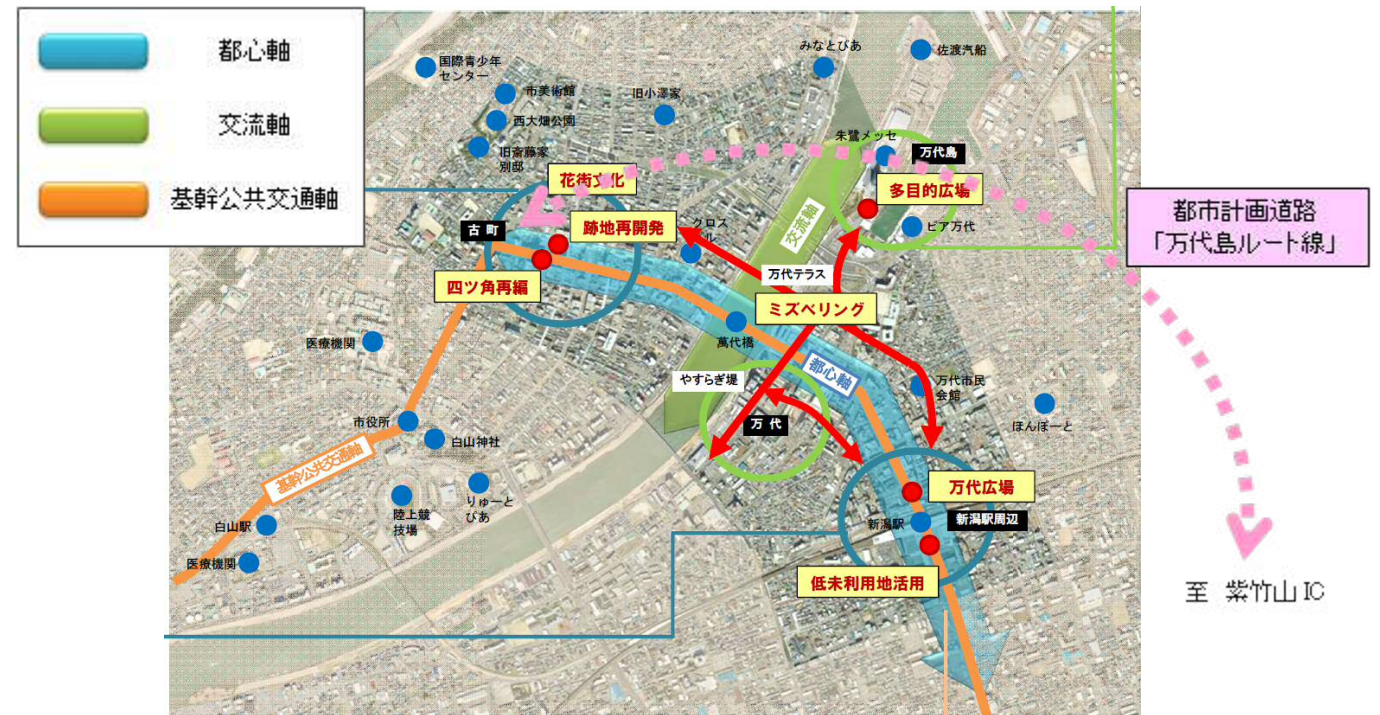 都心軸
交流軸
基幹公共交通軸
国際青少年
センター
市美術館
西大畑公園
旧斎藤家
別邸
旧小澤家
みなとぴあ
佐渡汽船
朱鷺メッセ
万代島
多目的広場
ピア万代
花街文化
古町
跡地再開発
四ツ角再編
クロス
ル
交流軸
万代テラス
ミズベリング
萬代橋
都心軸
やすらぎ堤
万代
万代市民
会館
ほんぽーと
医療機関
市役所
白山神社
基幹公共交通軸
陸上競
技場
りゅーと
ぴあ
白山駅
医療機関
万代広場
新潟駅
新潟駅周辺
低未利用地活用
都市計画道路
「万代島ルート線」
至 紫竹山IC